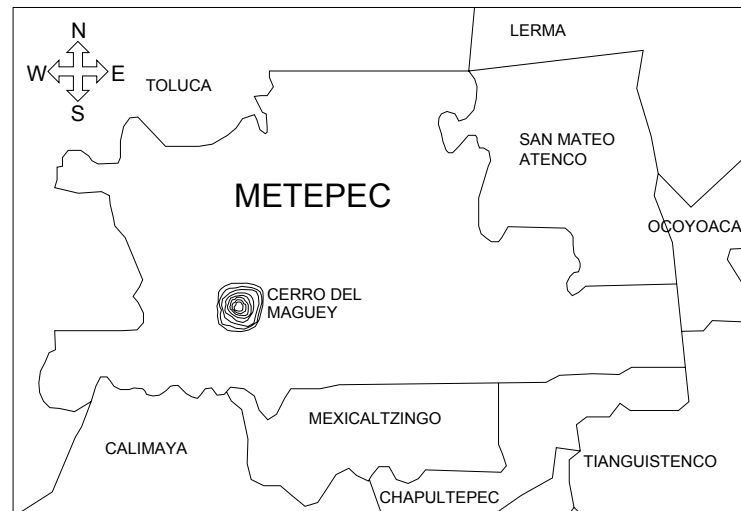 N
W E
S
TOLUCA
LERMA
SAN MATEO
ATENCO
METEPEC
OCOYOACA
CERRO DEL
MAGUEY
MEXICALTZINGO
CALIMAYA
TIANGUISTENCO
CHAPULTEPEC